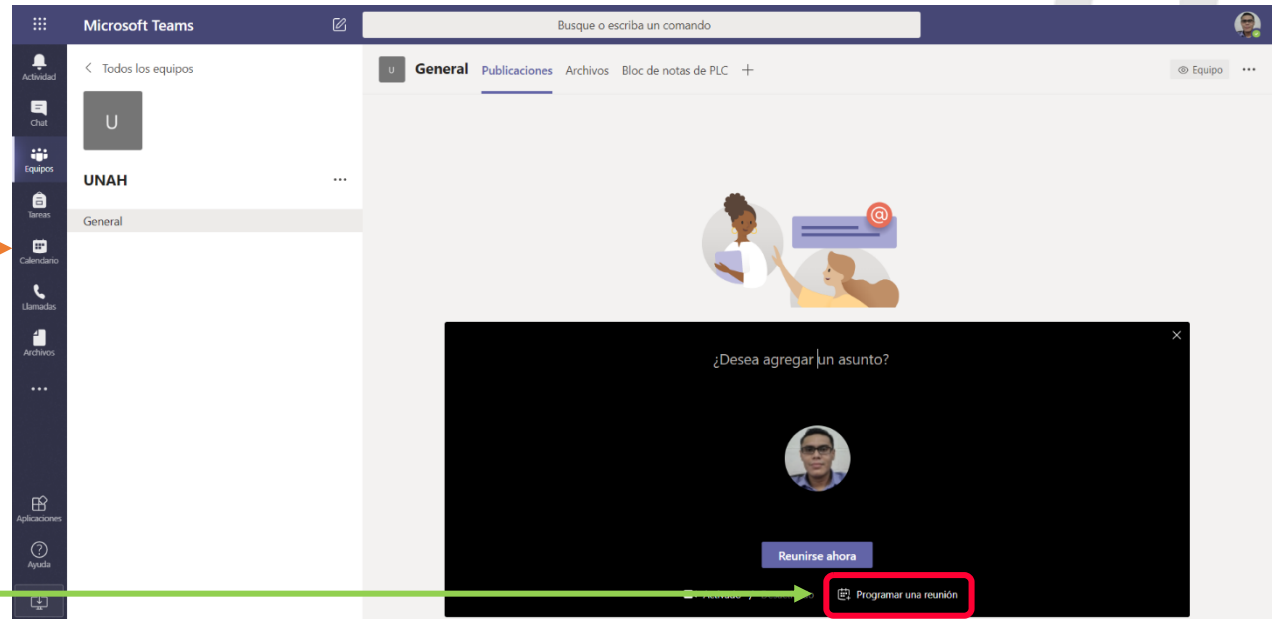 Microsoft Teams
Busque o escriba un comando
Actividad
Chat
Equipos
Tareas
Calendario
Llamadas
Archivos
Aplicaciones
Ayuda
Todos los equipos
U
UNAH
General
U
General Publicaciones Archivos Bloc de notas de PLC
Equipo
@
¿Desea agregar un asunto?
Reunirse ahora
Programar una reunión